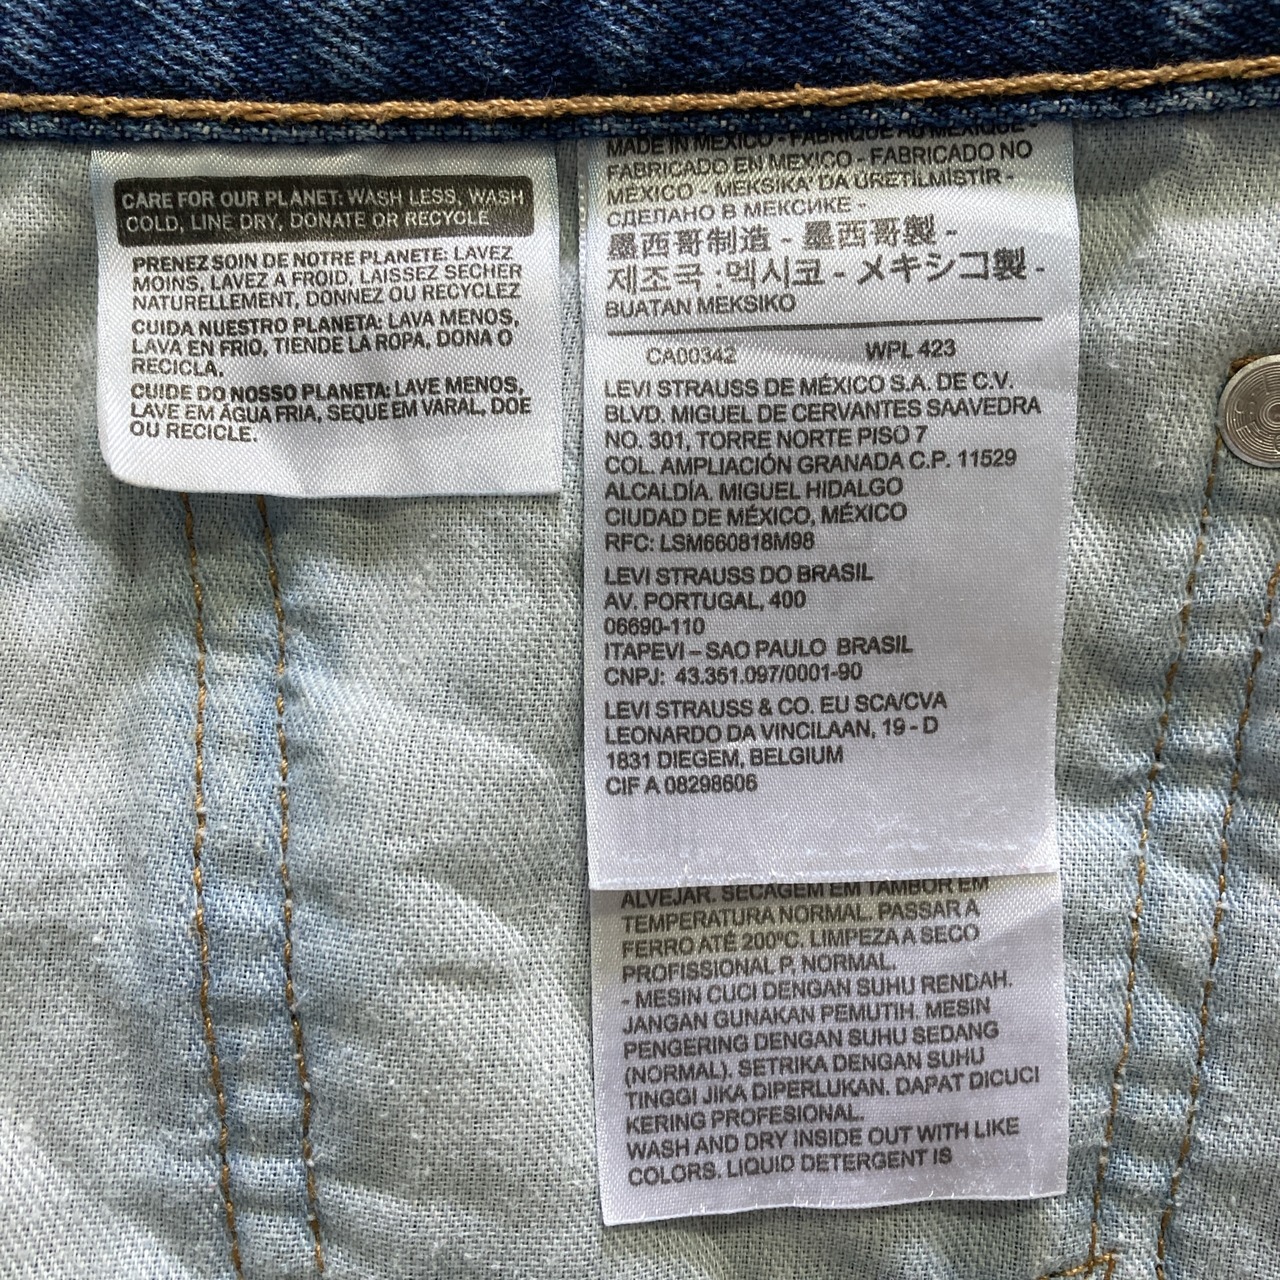 CARE FOR OUR PLANET: WASH LESS, WASH
COLD, LINE DRY, DONATE OR RECYCLE
PRENEZ SOIN DE NOTRE PLANETE: LAVEZ
MOINS, LAVEZ A FROID, LAISSEZ SECHER
NATURELLEMENT, DONNEZ OU RECYCLEZ
CUIDA NUESTRO PLANETA: LAVA MENOS,
LAVA EN FRIO, TIENDE LA ROPA, DONA O
RECICLA.
CUIDE DO NOSSO PLANETA: LAVE MENOS,
LAVE EM ÁGUA FRIA, SEQUE EM VARAL, DOE
OU RECICLE.
MADE IN MEXICO - FABRIQUE AU MEXIQUE
FABRICADO EN MEXICO - FABRICADO NO
MÉXICO - MEKSIKA' DA ÜRETİLMİSTİR -
СДЕЛАНО В МЕКСИКЕ -
墨西哥制造 - 墨西哥製 -
제조국 :멕시코 - メキシコ製 -
BUATAN MEKSIKO
CA00342 WPL 423
LEVI STRAUSS DE MÉXICO S.A. DE C.V.
BLVD. MIGUEL DE CERVANTES SAAVEDRA
NO. 301, TORRE NORTE PISO 7
COL. AMPLIACIÓN GRANADA C.P. 11529
ALCALDÍA. MIGUEL HIDALGO
CIUDAD DE MÉXICO, MÉXICO
RFC: LSM660818M98
LEVI STRAUSS DO BRASIL
AV. PORTUGAL, 400
06690-110
ITAPEVI – SAO PAULO BRASIL
CNPJ: 43.351.097/0001-90
LEVI STRAUSS & CO. EU SCA/CVA
LEONARDO DA VINCILAAN, 19 - D
1831 DIEGEM, BELGIUM
CIF A 08298606
ALVEJAR. SECAGEM EM TAMBOR EM
TEMPERATURA NORMAL. PASSAR A
FERRO ATÉ 200ºC. LIMPEZA A SECO
PROFISSIONAL P, NORMAL.
- MESIN CUCI DENGAN SUHU RENDAH.
JANGAN GUNAKAN PEMUTIH. MESIN
PENGERING DENGAN SUHU SEDANG
(NORMAL). SETRIKA DENGAN SUHU
TINGGI JIKA DIPERLUKAN. DAPAT DICUCI
KERING PROFESIONAL.
WASH AND DRY INSIDE OUT WITH LIKE
COLORS. LIQUID DETERGENT IS